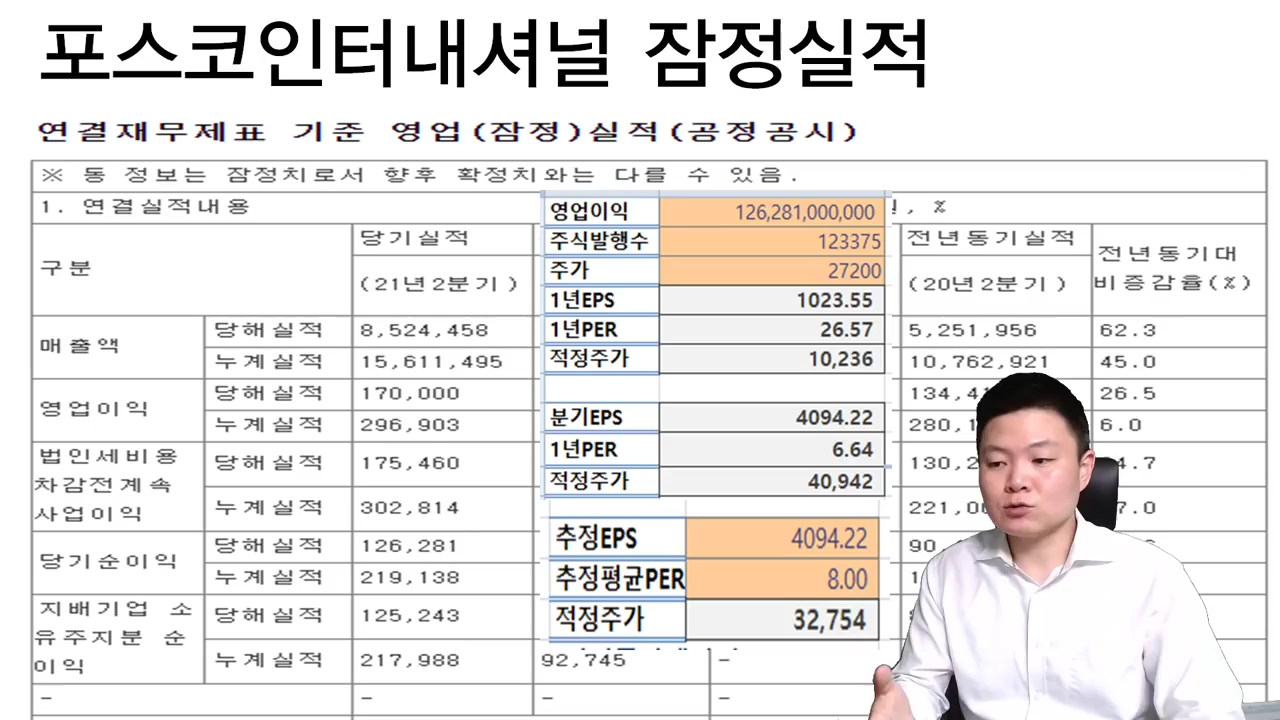 포스코인터내셔널 잠정실적
연결재무제표 기준 영업(잠정)실적(공정공시)
※ 동 정보는 잠정치로서 향후 확정치와는 다를 수 있음.
1. 연결실적내용 , %
구분 당기실적 (21년2분기) 전년동기실적 (20년2분기) 전년동기대비증감율(%)
매출액 당해실적 8,524,458 5,251,956 62.3
누계실적 15,611,495 10,762,921 45.0
영업이익 당해실적 170,000 26.5
누계실적 296,903 6.0
법인세비용차감전계속사업이익 당해실적 175,460
누계실적 302,814
당기순이익 당해실적 126,281
누계실적 219,138
지배기업 소유주지분 순이익 당해실적 125,243
누계실적 217,988 92,745 -
- - - -
영업이익 126,281,000,000
주식발행수 123375
주가 27200
1년EPS 1023.55
1년PER 26.57
적정주가 10,236
분기EPS 4094.22
1년PER 6.64
적정주가 40,942
추정EPS 4094.22
추정평균PER 8.00
적정주가 32,754